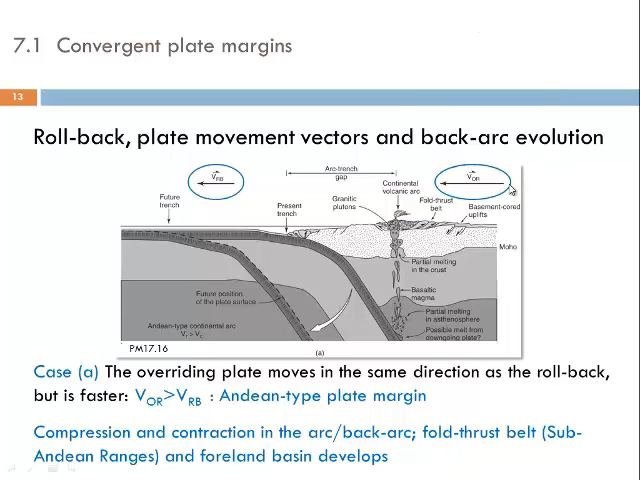 7.1 Convergent plate margins
13
Roll-back, plate movement vectors and back-arc evolution
V RB
Arc-trench
gap
V OR
Future
trench
Present
trench
Granitic
plutons
Continental
volcanic arc
Fold-thrust
belt
Basement-cored
uplifts
Moho
Partial melting
in the crust
Future position
of the plate surface
Basaltic
magma
Partial melting
in asthenosphere
Possible melt from
downgoing plate?
Andean-type continental arc
PM17.16
(a)
Case (a) The overriding plate moves in the same direction as the roll-back,
but is faster: VOR>VRB : Andean-type plate margin
Compression and contraction in the arc/back-arc; fold-thrust belt (Sub-
Andean Ranges) and foreland basin develops